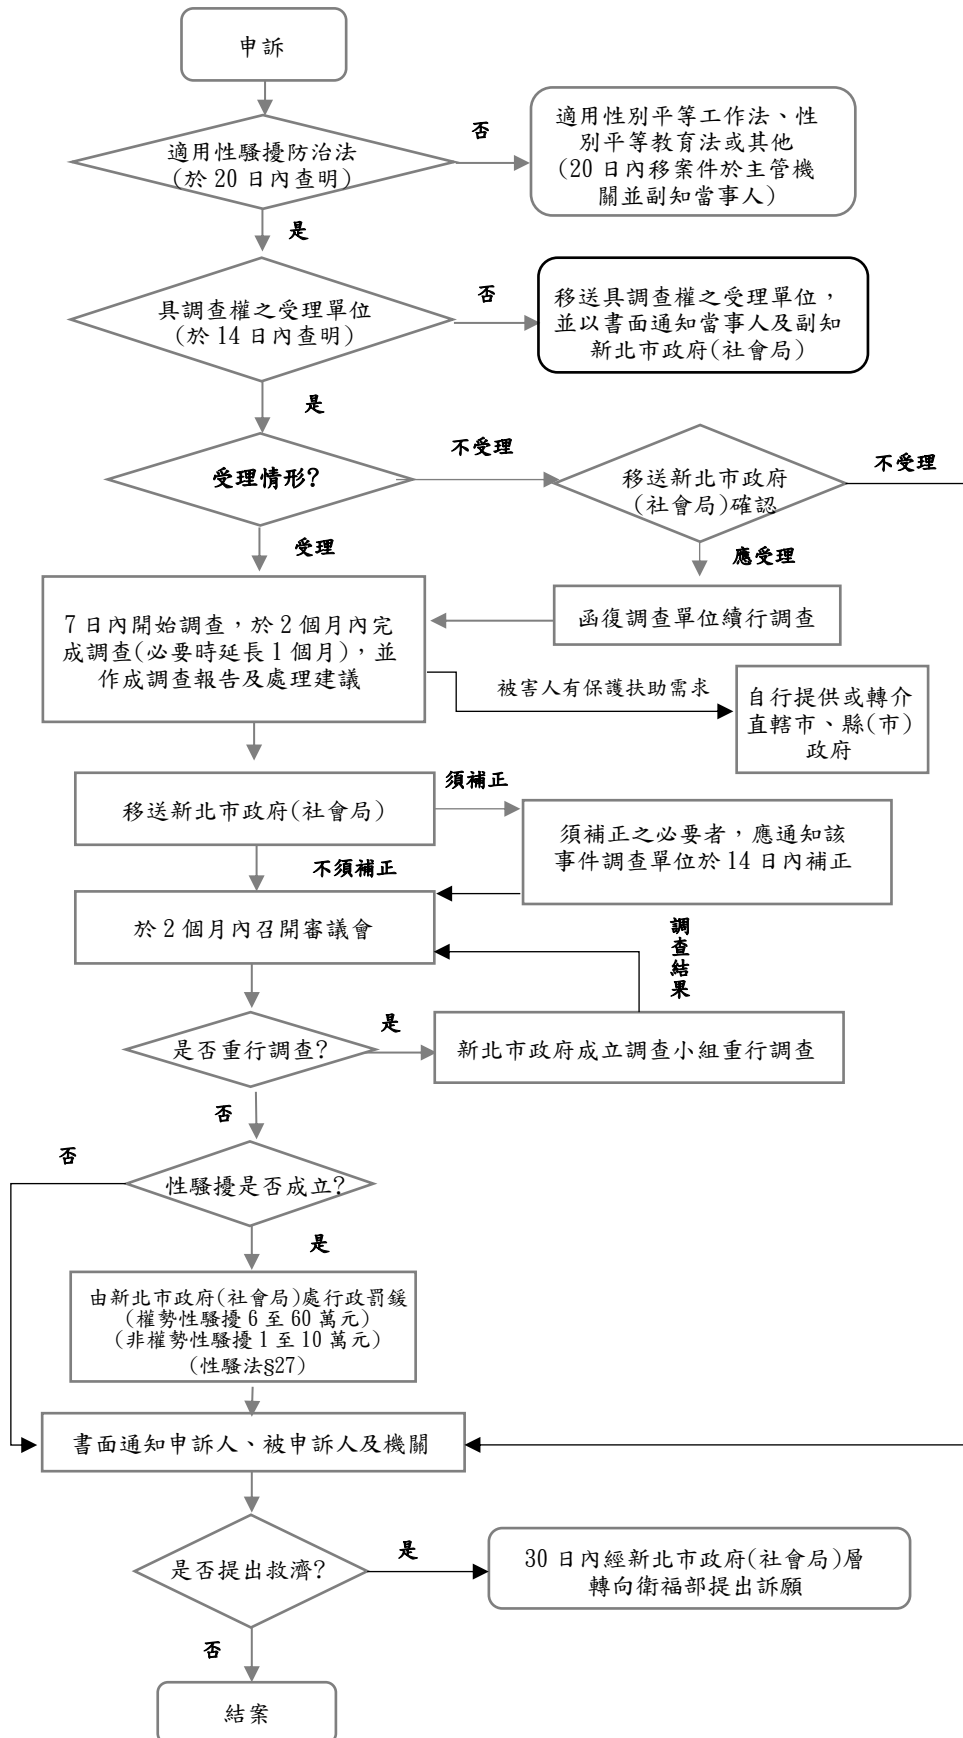 申訴
適用性騷擾防治法
(於 20 日內查明)
否
適用性別平等工作法、性
別平等教育法或其他
(20 日內移案件於主管機
關並副知當事人)
是
具調查權之受理單位
(於 14 日內查明)
否
移送具調查權之受理單位，
並以書面通知當事人及副知
新北市政府(社會局)
是
受理情形?
不受理
移送新北市政府
(社會局)確認
不受理
受理
應受理
函復調查單位續行調查
7 日內開始調查，於 2 個月內完
成調查(必要時延長 1 個月)，並
作成調查報告及處理建議
被害人有保護扶助需求
自行提供或轉介
直轄市、縣(市)
政府
移送新北市政府(社會局)
須補正
須補正之必要者，應通知該
事件調查單位於 14 日內補正
不須補正
於 2 個月內召開審議會
調查結果
是否重行調查?
是
新北市政府成立調查小組重行調查
否
性騷擾是否成立?
否
是
由新北市政府(社會局)處行政罰鍰
(權勢性騷擾 6 至 60 萬元)
(非權勢性騷擾 1 至 10 萬元)
(性騷法§27)
書面通知申訴人、被申訴人及機關
是否提出救濟?
是
30 日內經新北市政府(社會局)層
轉向衛福部提出訴願
否
結案